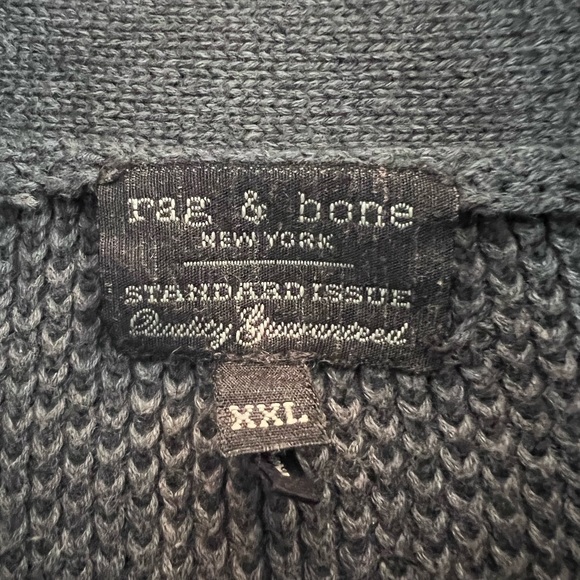 rag & bone
NEW YORK
STANDARD ISSUE
Quality Guaranteed
XXL